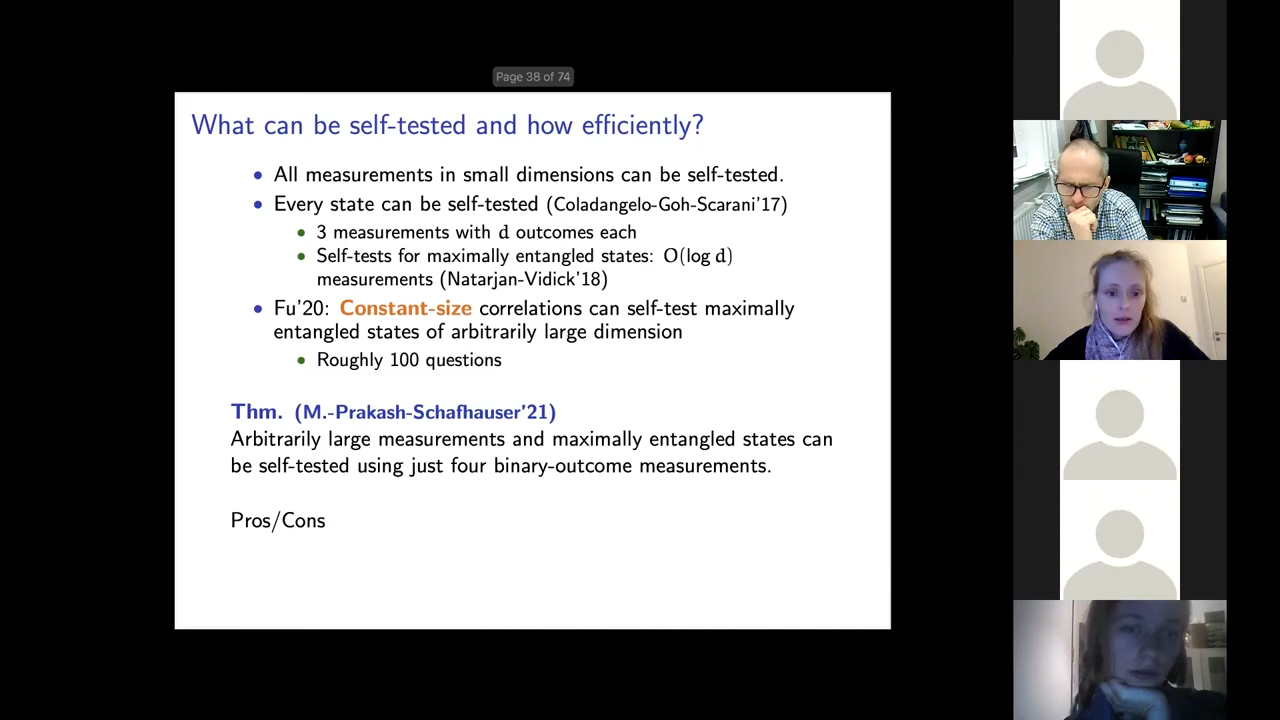 Page 38 of 74
What can be self-tested and how efficiently?
• All measurements in small dimensions can be self-tested.
• Every state can be self-tested (Coladangelo-Goh-Scarani'17)
• 3 measurements with d outcomes each
• Self-tests for maximally entangled states: O(log d)
measurements (Natarjan-Vidick'18)
• Fu'20: Constant-size correlations can self-test maximally
entangled states of arbitrarily large dimension
• Roughly 100 questions
Thm. (M.-Prakash-Schafhauser'21)
Arbitrarily large measurements and maximally entangled states can
be self-tested using just four binary-outcome measurements.
Pros/Cons